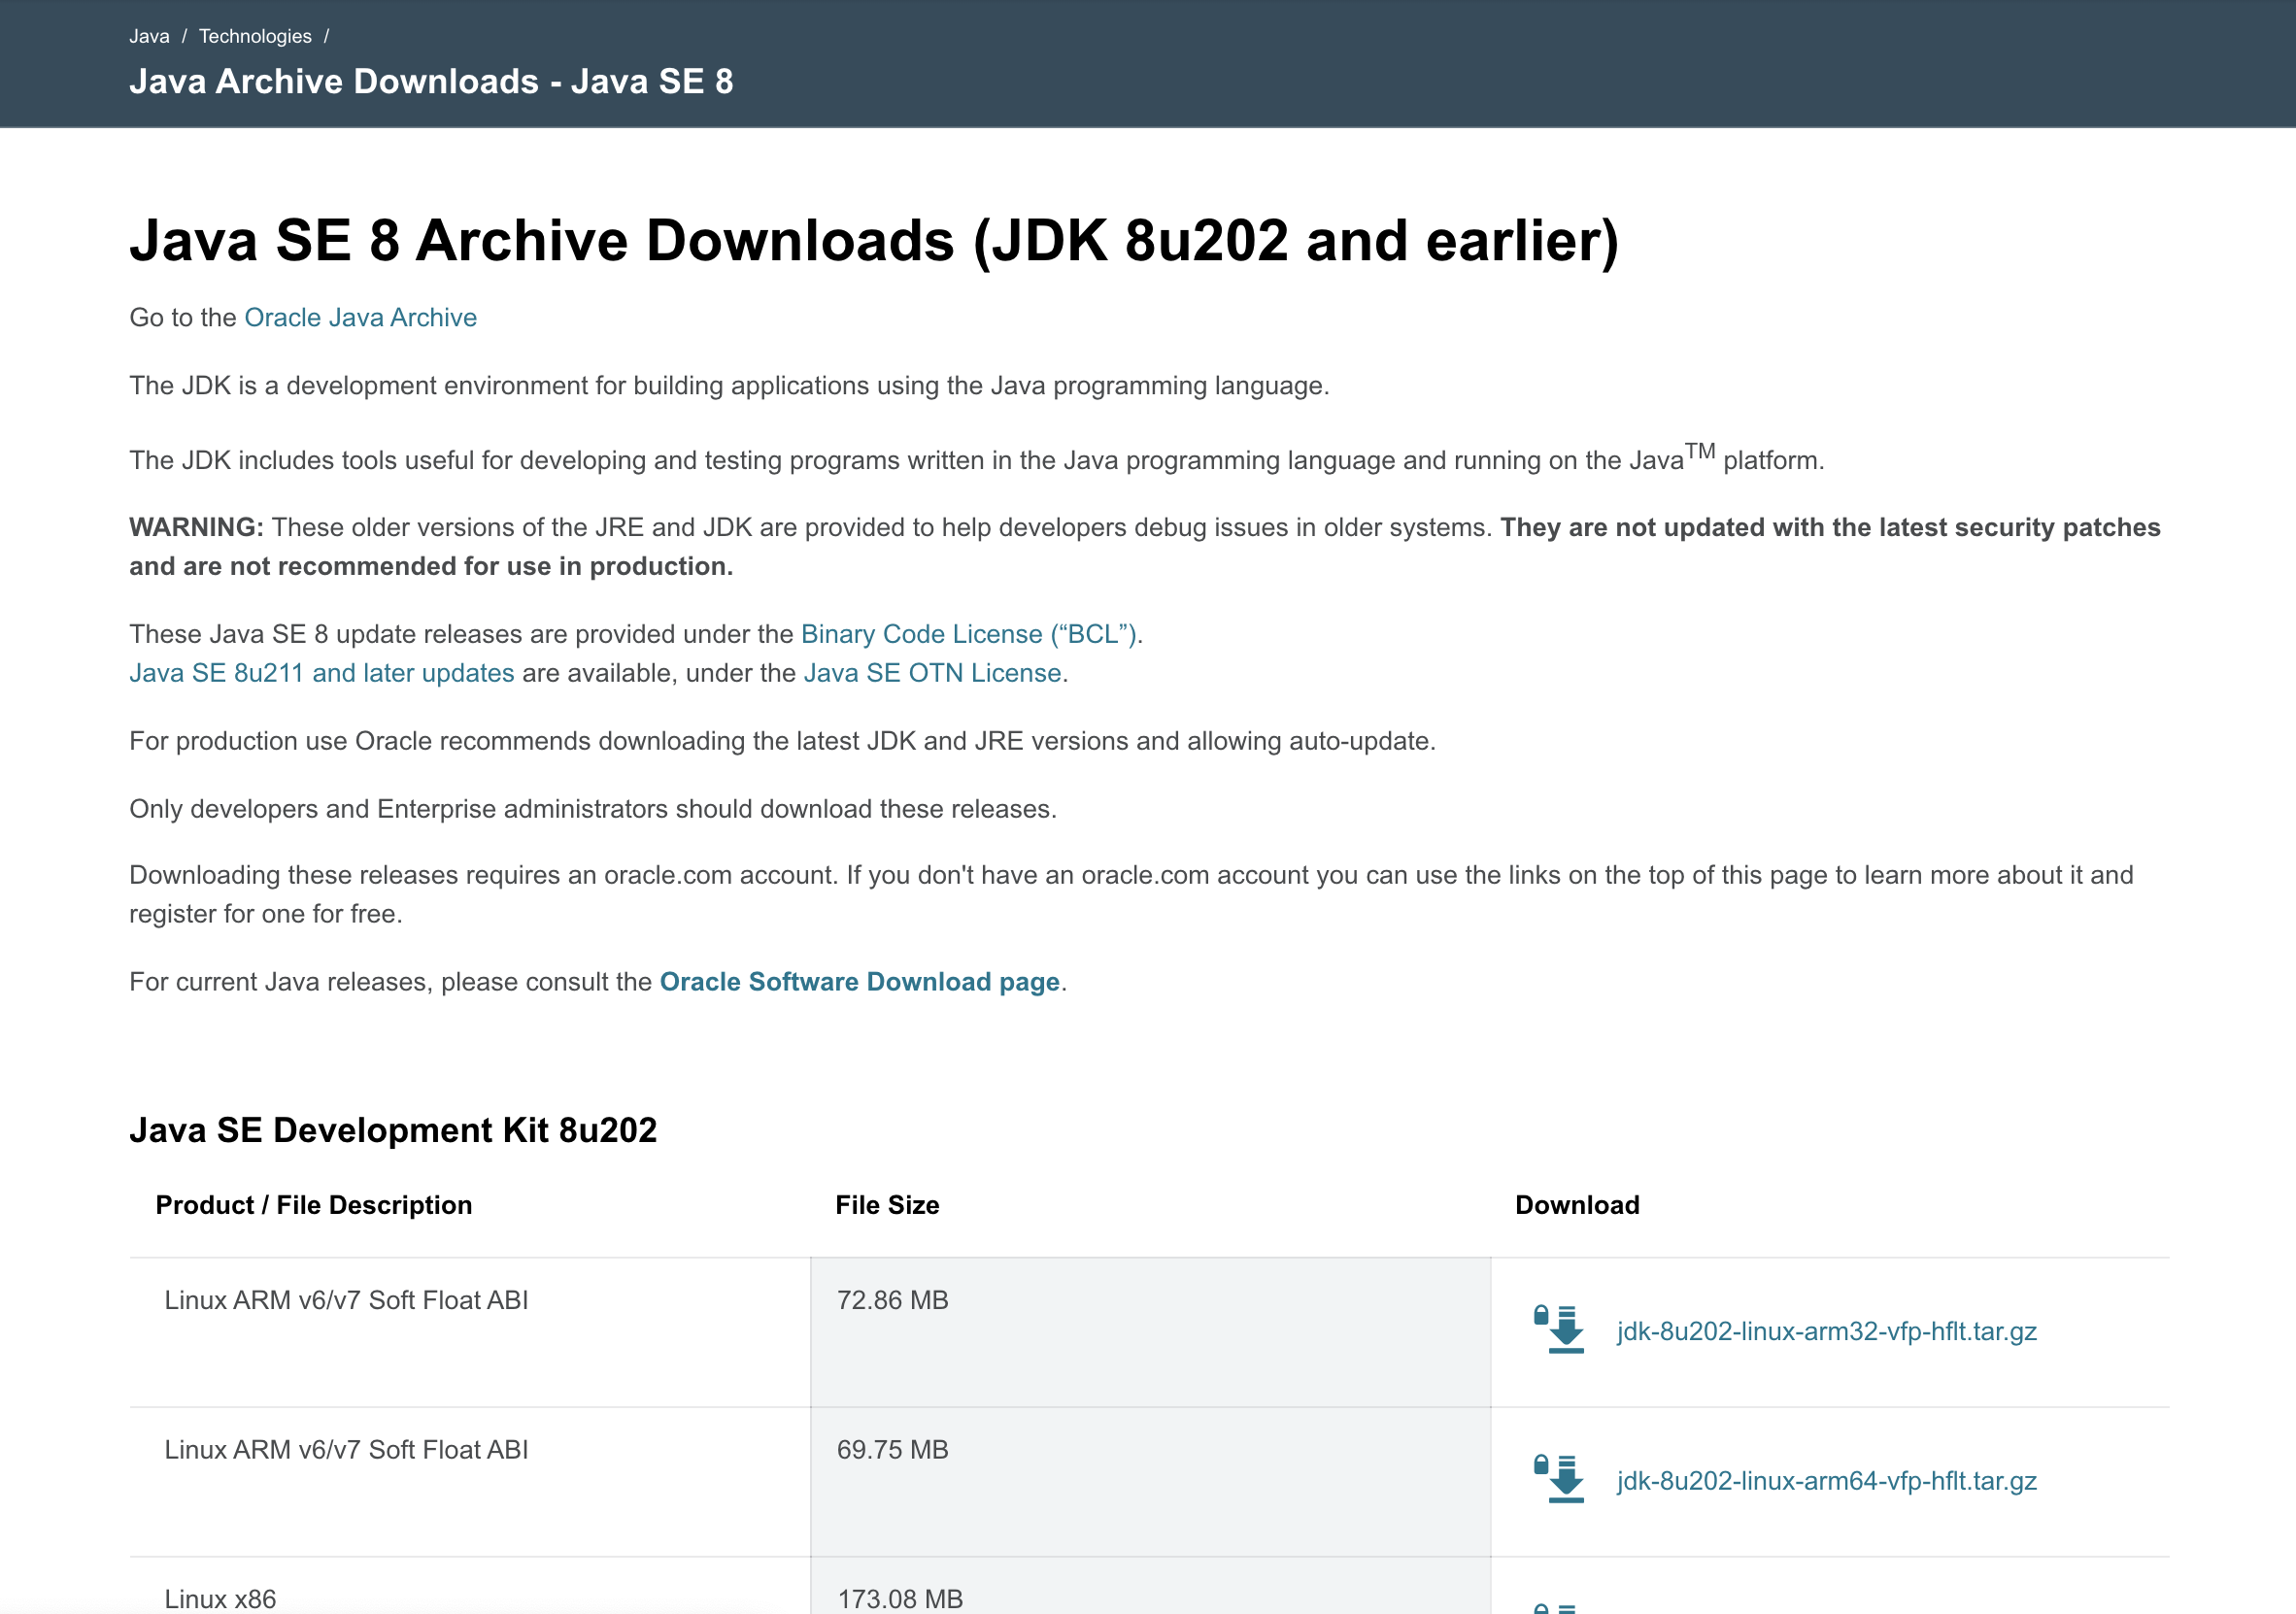 Java / Technologies /
Java Archive Downloads - Java SE 8
Java SE 8 Archive Downloads (JDK 8u202 and earlier)
Go to the Oracle Java Archive
The JDK is a development environment for building applications using the Java programming language.
The JDK includes tools useful for developing and testing programs written in the Java programming language and running on the Java™ platform.
WARNING: These older versions of the JRE and JDK are provided to help developers debug issues in older systems. They are not updated with the latest security patches
and are not recommended for use in production.
These Java SE 8 update releases are provided under the Binary Code License (“BCL”).
Java SE 8u211 and later updates are available, under the Java SE OTN License.
For production use Oracle recommends downloading the latest JDK and JRE versions and allowing auto-update.
Only developers and Enterprise administrators should download these releases.
Downloading these releases requires an oracle.com account. If you don't have an oracle.com account you can use the links on the top of this page to learn more about it and
register for one for free.
For current Java releases, please consult the Oracle Software Download page.
Java SE Development Kit 8u202
Product / File Description File Size Download
Linux ARM v6/v7 Soft Float ABI 72.86 MB jdk-8u202-linux-arm32-vfp-hflt.tar.gz
Linux ARM v6/v7 Soft Float ABI 69.75 MB jdk-8u202-linux-arm64-vfp-hflt.tar.gz
Linux x86 173.08 MB